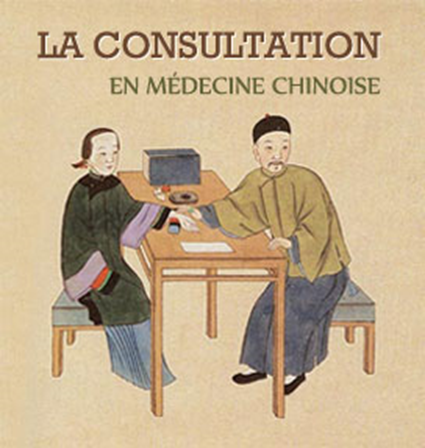 LA CONSULTATION
EN MÉDECINE CHINOISE